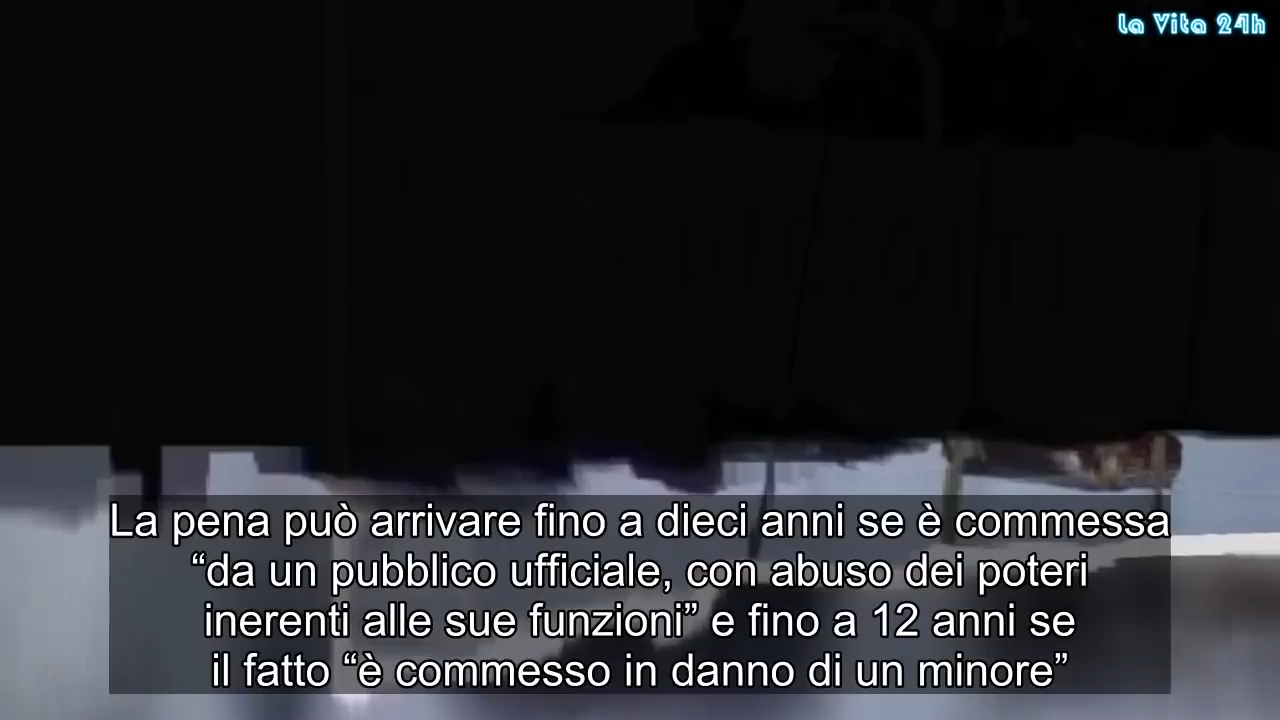 La Vita 24h
La pena può arrivare fino a dieci anni se è commessa
“da un pubblico ufficiale, con abuso dei poteri
inerenti alle sue funzioni” e fino a 12 anni se
il fatto “è commesso in danno di un minore”